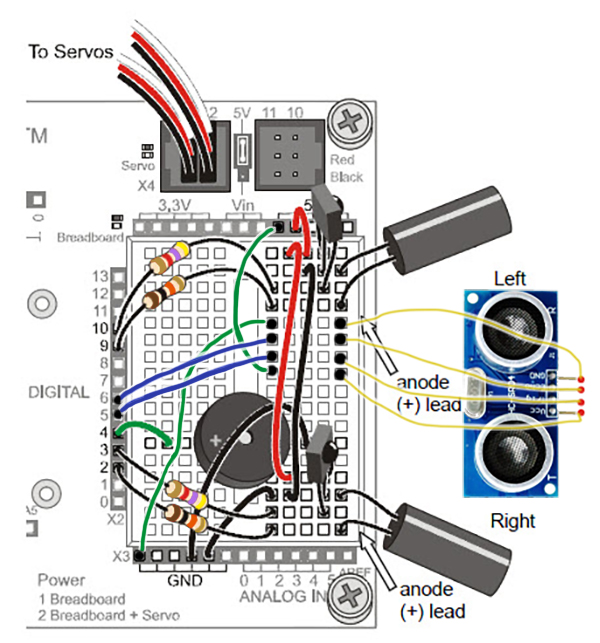 To Servos
TM
2
5V
11 10
Servo
X4
Red
Black
3,3V
Vin
5
Breadboard
13
12
11
10
9
8
7
6
5
4
3
2
1
0
X2
DIGITAL
+
anode
(+) lead
Left
R
GND
Vcc
T
Right
A5
X3
GND
0 1 2 3 4 5
AREF
ANALOG IN
Power
1 Breadboard
2 Breadboard + Servo
anode
(+) lead